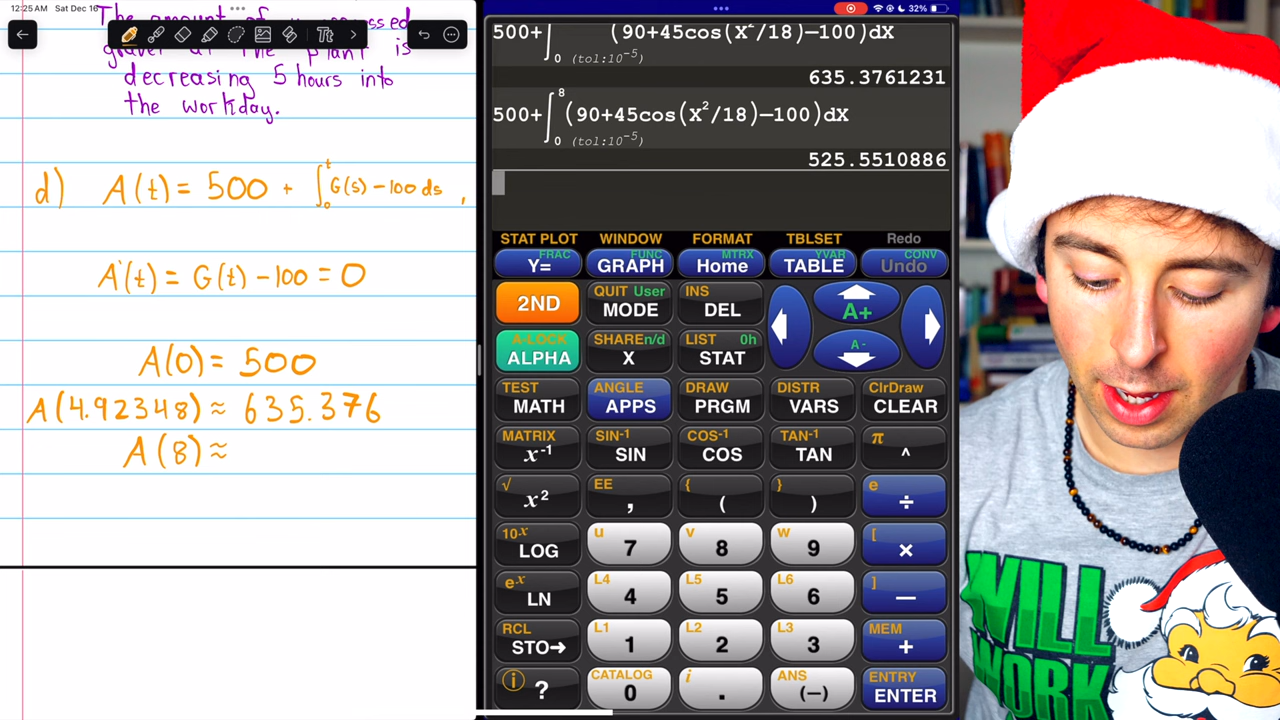 12:25 AM Sat Dec 16
The amount of
gravel at the plant is
decreasing 5 hours into
the workday.
d) A(t) = 500 + ∫₀ᵗ G(s) − 100 ds ,
A'(t) = G(t) − 100 = 0
A(0) = 500
A(4.92348) ≈ 635.376
A(8) ≈
32%
500+∫₀ (90+45cos(X²/18)−100)dX
(tol:10⁻⁵)
635.3761231
500+∫₀⁸ (90+45cos(X²/18)−100)dX
(tol:10⁻⁵)
525.5510886
STAT PLOT WINDOW FORMAT TBLSET Redo
FRAC FUNC MTRX YVAR CONV
Y= GRAPH Home TABLE Undo
QUIT User INS
2ND MODE DEL A+
A-LOCK SHARE n/d LIST 0h A-
ALPHA X STAT
TEST ANGLE DRAW DISTR ClrDraw
MATH APPS PRGM VARS CLEAR
MATRIX SIN⁻¹ COS⁻¹ TAN⁻¹ π
x⁻¹ SIN COS TAN ^
√ EE { } e
x² , ( ) ÷
10ˣ u v w [
LOG 7 8 9 ×
eˣ L4 L5 L6 ]
LN 4 5 6 −
RCL L1 L2 L3 MEM
STO➔ 1 2 3 +
CATALOG i ANS ENTRY
ⓘ ? 0 . (−) ENTER
Tt
WILL
WORK